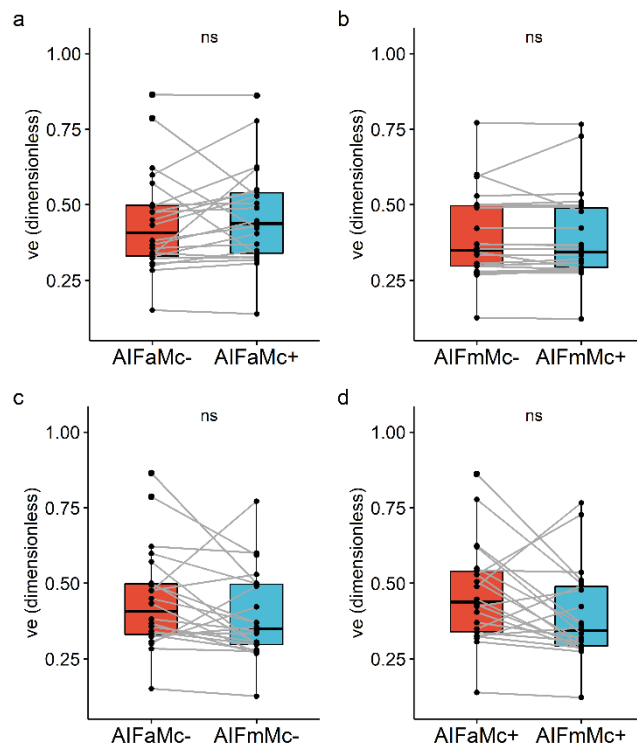 a
ns
1.00
0.75
0.50
0.25
ve (dimensionless)
AIFaMc- AIFaMc+
b
ns
1.00
0.75
0.50
0.25
ve (dimensionless)
AIFmMc- AIFmMc+
c
ns
1.00
0.75
0.50
0.25
ve (dimensionless)
AIFaMc- AIFmMc-
d
ns
1.00
0.75
0.50
0.25
ve (dimensionless)
AIFaMc+ AIFmMc+